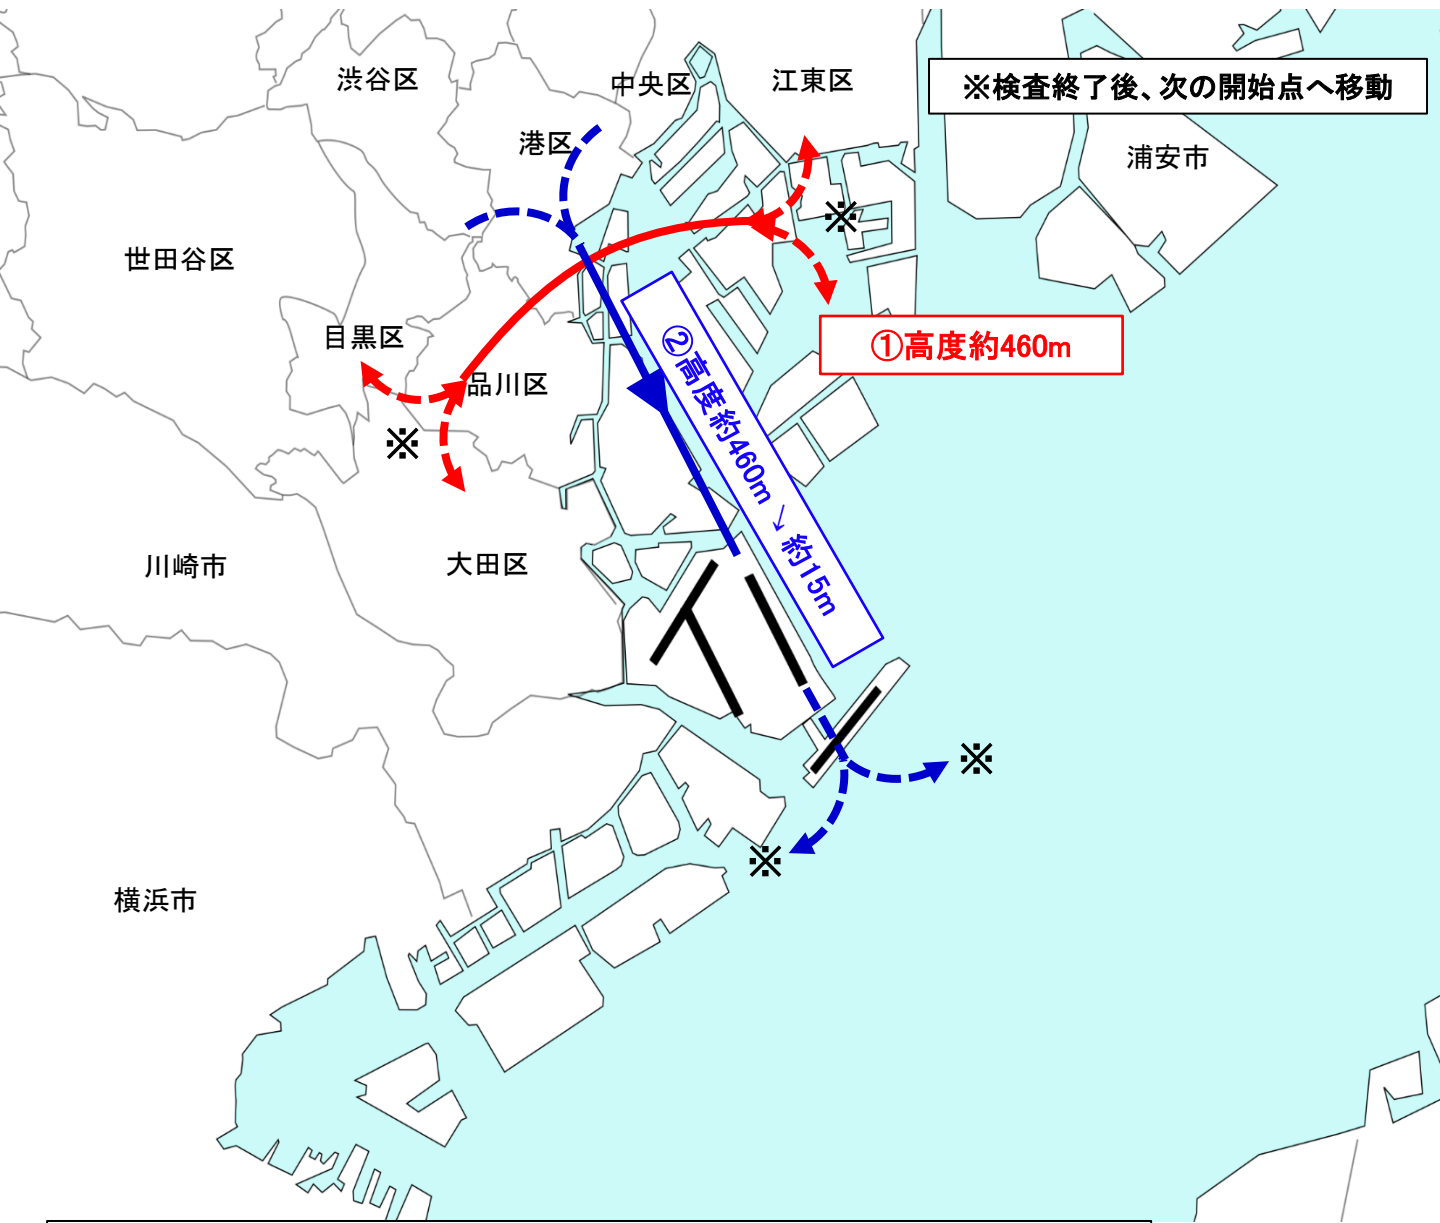 渋谷区
中央区
江東区
※検査終了後、次の開始点へ移動
港区
浦安市
※
世田谷区
目黒区
①高度約460m
品川区
②高度約460m → 約15m
※
大田区
川崎市
※
※
横浜市